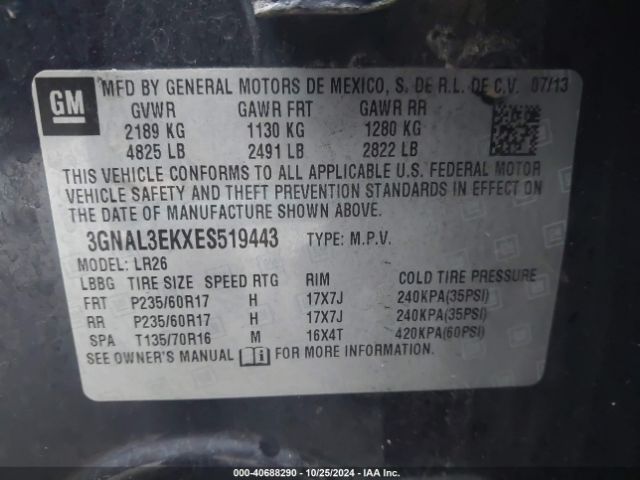 GM
MFD BY GENERAL MOTORS DE MEXICO, S. DE R.L. DE C.V. 07/13
GVWR GAWR FRT GAWR RR
2189 KG 1130 KG 1280 KG
4825 LB 2491 LB 2822 LB
THIS VEHICLE CONFORMS TO ALL APPLICABLE U.S. FEDERAL MOTOR
VEHICLE SAFETY AND THEFT PREVENTION STANDARDS IN EFFECT ON
THE DATE OF MANUFACTURE SHOWN ABOVE.
3GNAL3EKXES519443 TYPE: M.P.V.
MODEL: LR26
LBBG TIRE SIZE SPEED RTG RIM COLD TIRE PRESSURE
FRT P235/60R17 H 17X7J 240KPA(35PSI)
RR P235/60R17 H 17X7J 240KPA(35PSI)
SPA T135/70R16 M 16X4T 420KPA(60PSI)
SEE OWNER'S MANUAL FOR MORE INFORMATION.
000-40688290 - 10/25/2024 - IAA Inc.